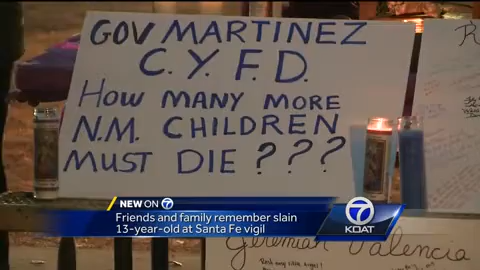 GOV MARTINEZ
C.Y.F.D.
HOW MANY MORE
N.M. CHILDREN
MUST DIE ???
NEW ON 7
Friends and family remember slain
13-year-old at Santa Fe vigil
7
KOAT
Jeremiah Valencia